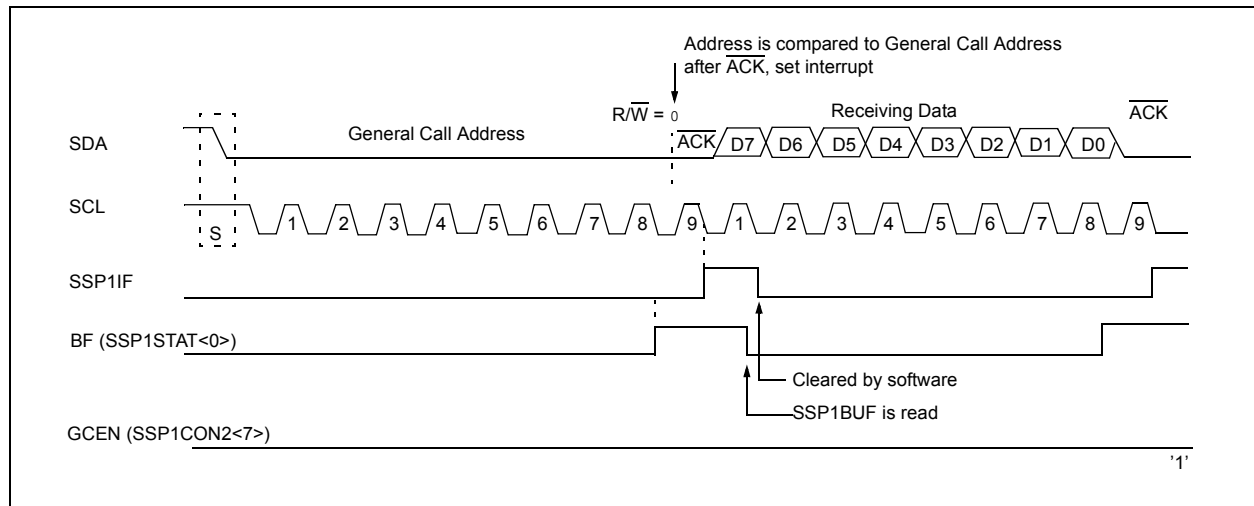 Address is compared to General Call Address
after ACK, set interrupt
R/W = 0
Receiving Data
ACK
General Call Address
SDA
ACK
D7 D6 D5 D4 D3 D2 D1 D0
SCL
S
1 2 3 4 5 6 7 8 9 1 2 3 4 5 6 7 8 9
SSP1IF
BF (SSP1STAT<0>)
Cleared by software
SSP1BUF is read
GCEN (SSP1CON2<7>)
’1’